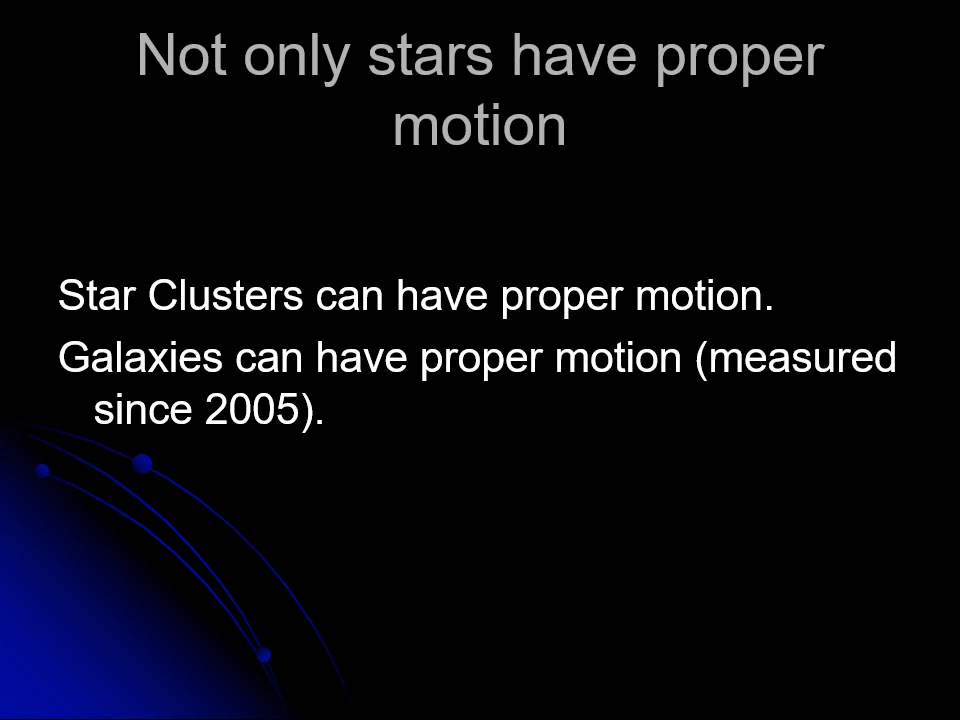 Not only stars have proper
motion
Star Clusters can have proper motion.
Galaxies can have proper motion (measured
since 2005).